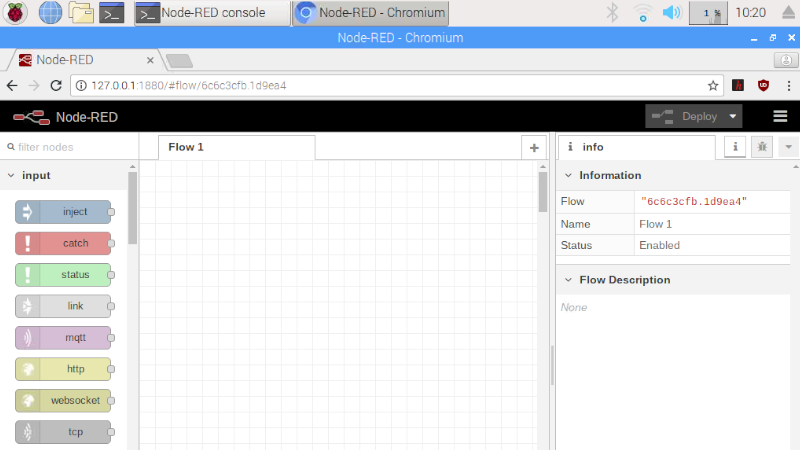 Node-RED console
Node-RED - Chromium
1 %
10:20
Node-RED - Chromium
Node-RED
127.0.0.1:1880/#flow/6c6c3cfb.1d9ea4
Node-RED
Deploy
filter nodes
Flow 1
info
input
Information
inject
Flow
"6c6c3cfb.1d9ea4"
Name
Flow 1
catch
Status
Enabled
status
Flow Description
link
None
mqtt
http
websocket
tcp